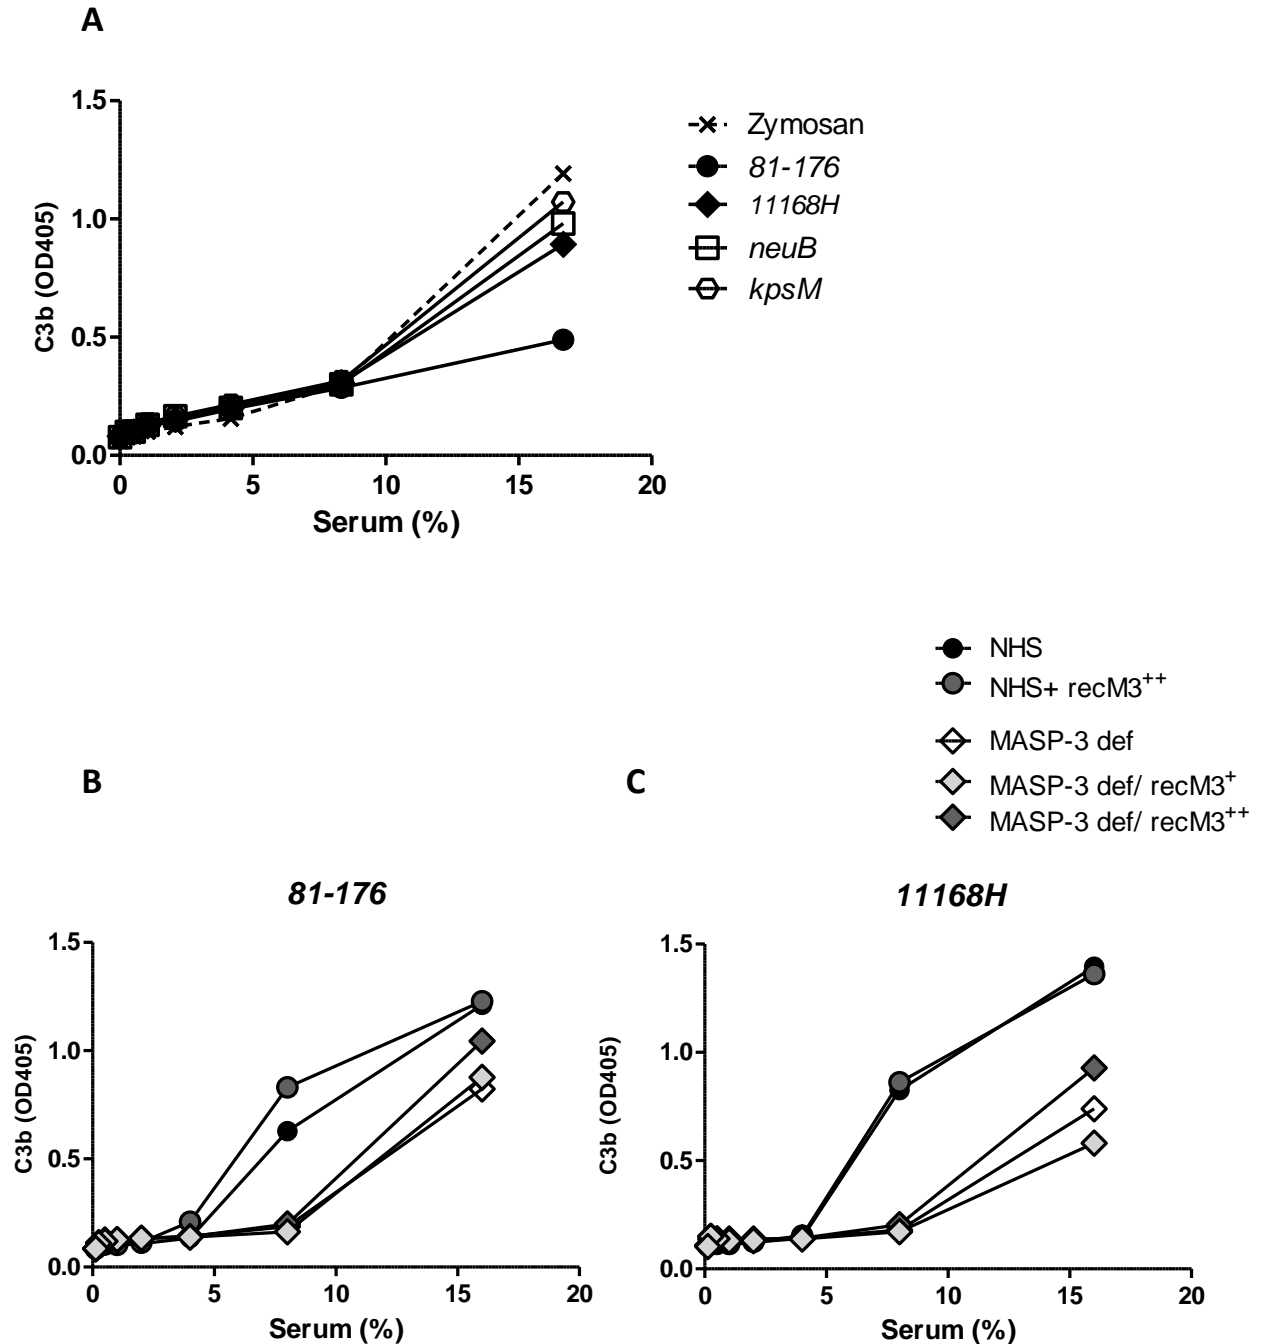 A
1.5
1.0
0.5
0.0
C3b (OD405)
0 5 10 15 20
Serum (%)
Zymosan
81-176
11168H
neuB
kpsM
NHS
NHS+ recM3++
MASP-3 def
MASP-3 def/ recM3+
MASP-3 def/ recM3++
B
81-176
1.5
1.0
0.5
0.0
C3b (OD405)
0 5 10 15 20
Serum (%)
C
11168H
1.5
1.0
0.5
0.0
C3b (OD405)
0 5 10 15 20
Serum (%)